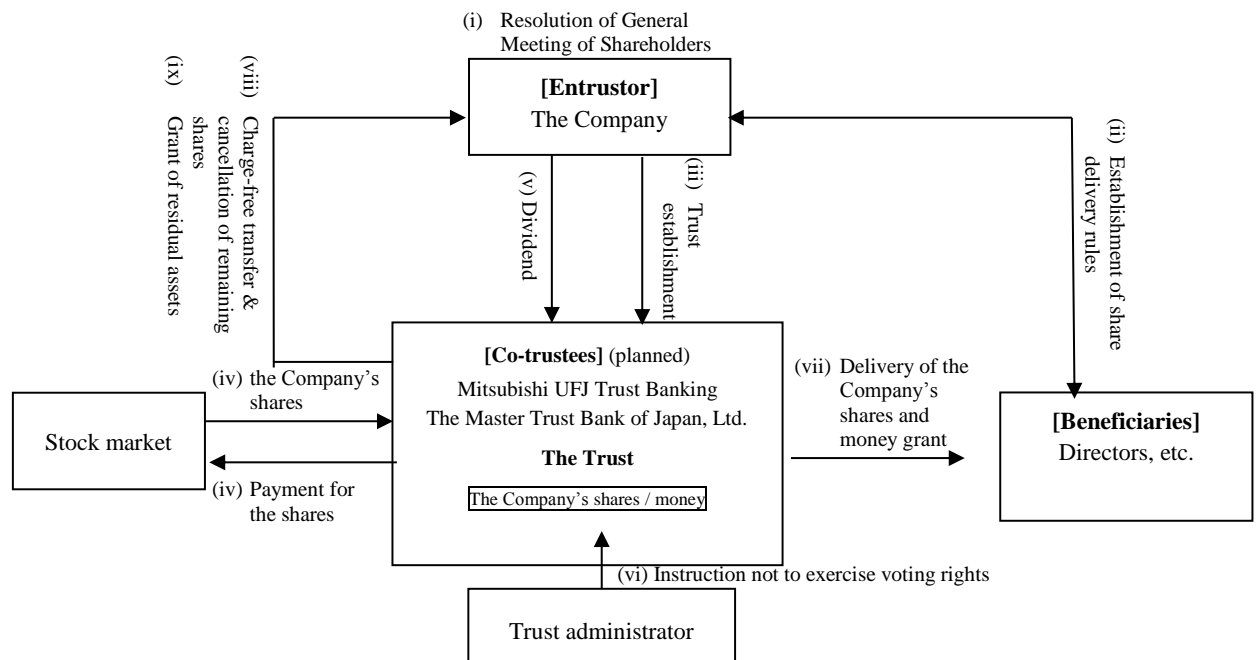 (i) Resolution of General
Meeting of Shareholders
[Entrustor]
The Company
(ix) Grant of residual assets
(viii) Charge-free transfer &
cancellation of remaining
shares
(v) Dividend
(iii) Trust
establishment
(ii) Establishment of share
delivery rules
[Co-trustees] (planned)
Mitsubishi UFJ Trust Banking
The Master Trust Bank of Japan, Ltd.
The Trust
The Company’s shares / money
(iv) the Company’s
shares
Stock market
(iv) Payment for
the shares
(vii) Delivery of the
Company’s
shares and
money grant
[Beneficiaries]
Directors, etc.
(vi) Instruction not to exercise voting rights
Trust administrator